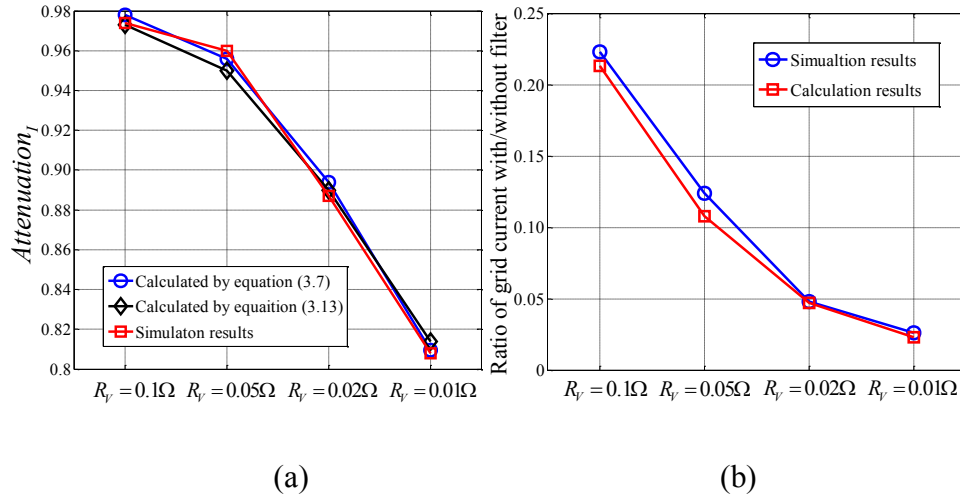 0.98
0.96
0.94
0.92
0.90
0.88
0.86
0.84
0.82
0.8
Attenuation₁
Calculated by equation (3.7)
Calculated by equaition (3.13)
Simulaton results
R_V = 0.1Ω R_V = 0.05Ω R_V = 0.02Ω R_V = 0.01Ω
(a)
0.25
0.20
0.15
0.10
0.05
0
Ratio of grid current with/without filter
Simualtion results
Calculation results
R_V = 0.1Ω R_V = 0.05Ω R_V = 0.02Ω R_V = 0.01Ω
(b)